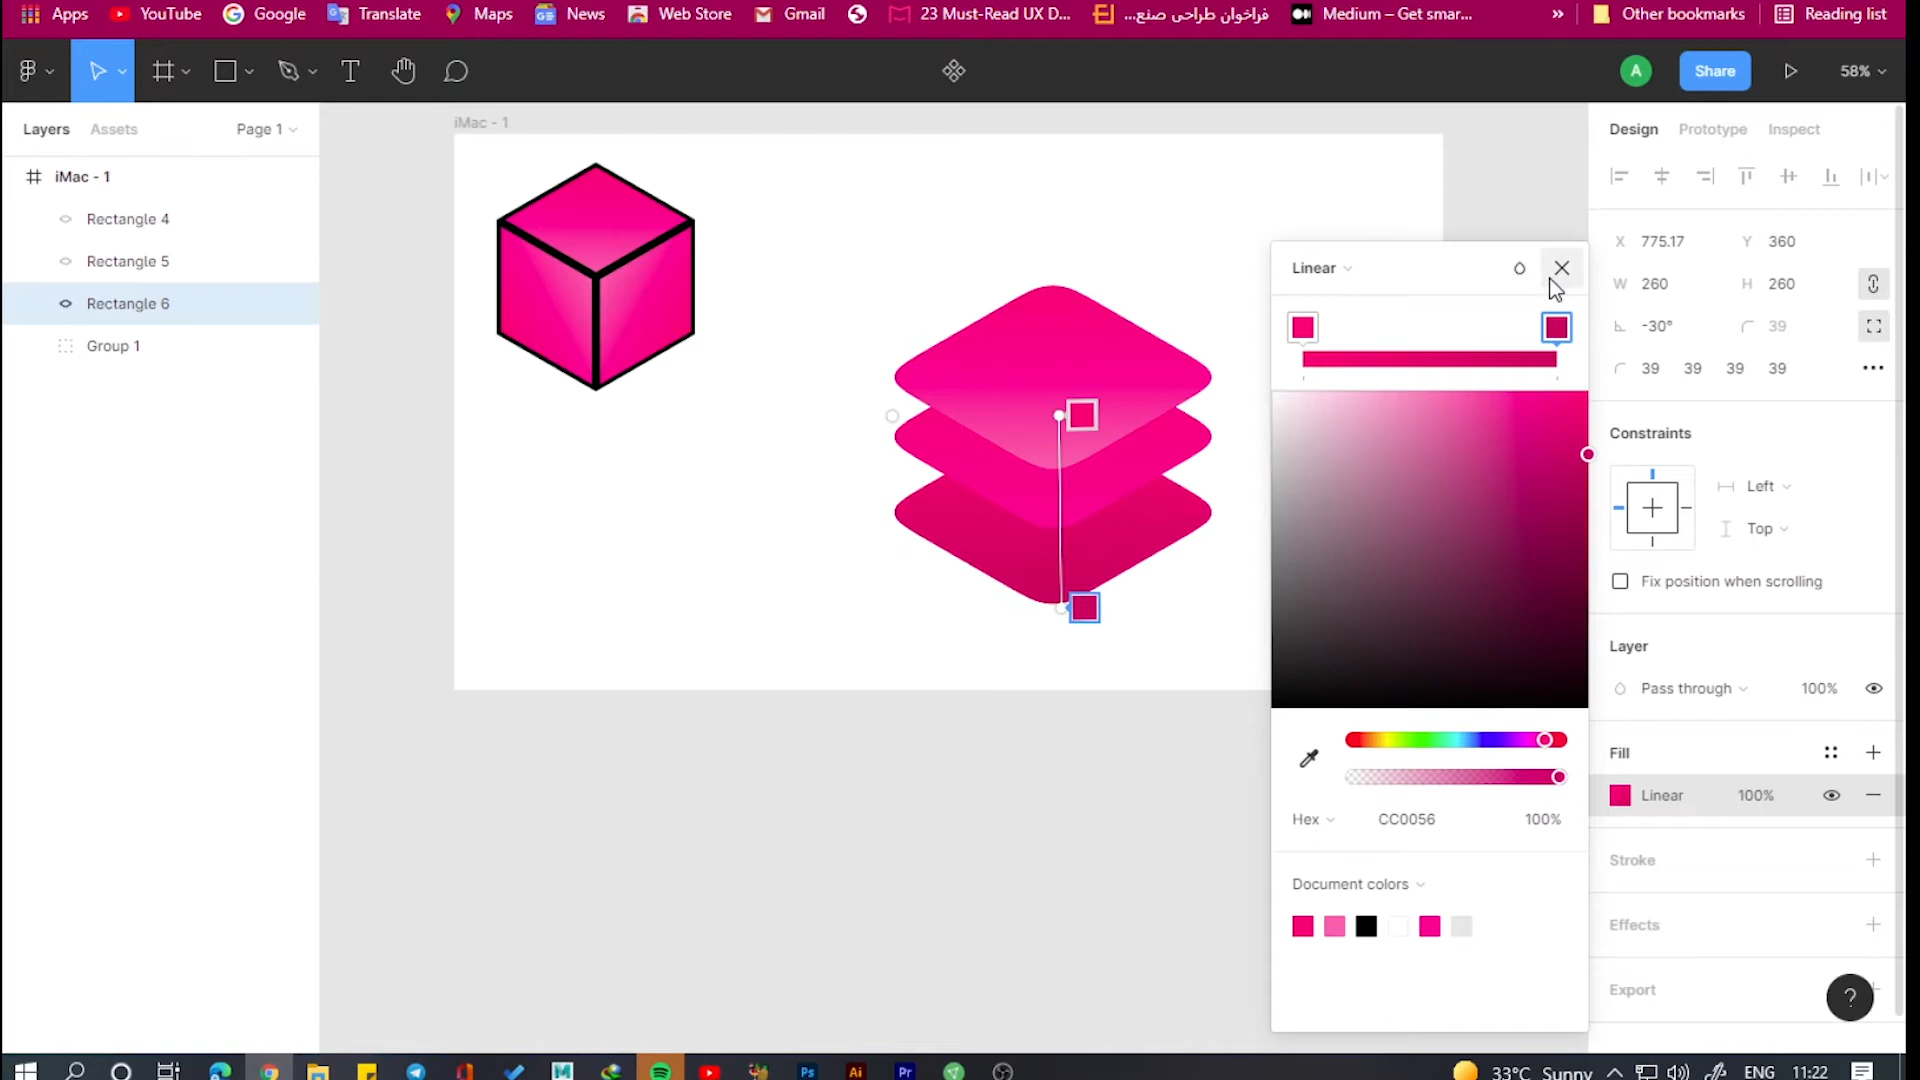 Apps YouTube Google Translate Maps News Web Store Gmail 23 Must-Read UX D... فراخوان طراحی صنع... Medium – Get smar... » Other bookmarks Reading list
A Share 58%
Layers Assets Page 1
iMac - 1
Design Prototype Inspect
iMac - 1
Rectangle 4
Rectangle 5
Rectangle 6
Group 1
Linear
X 775.17 Y 360
W 260 H 260
-30° 39
39 39 39 39
Constraints
Left
Top
Fix position when scrolling
Layer
Pass through 100%
Fill
Linear 100%
Hex CC0056 100%
Stroke
Document colors
Effects
Export
?
Ps Ai Pr 33°C Sunny ENG 11:22